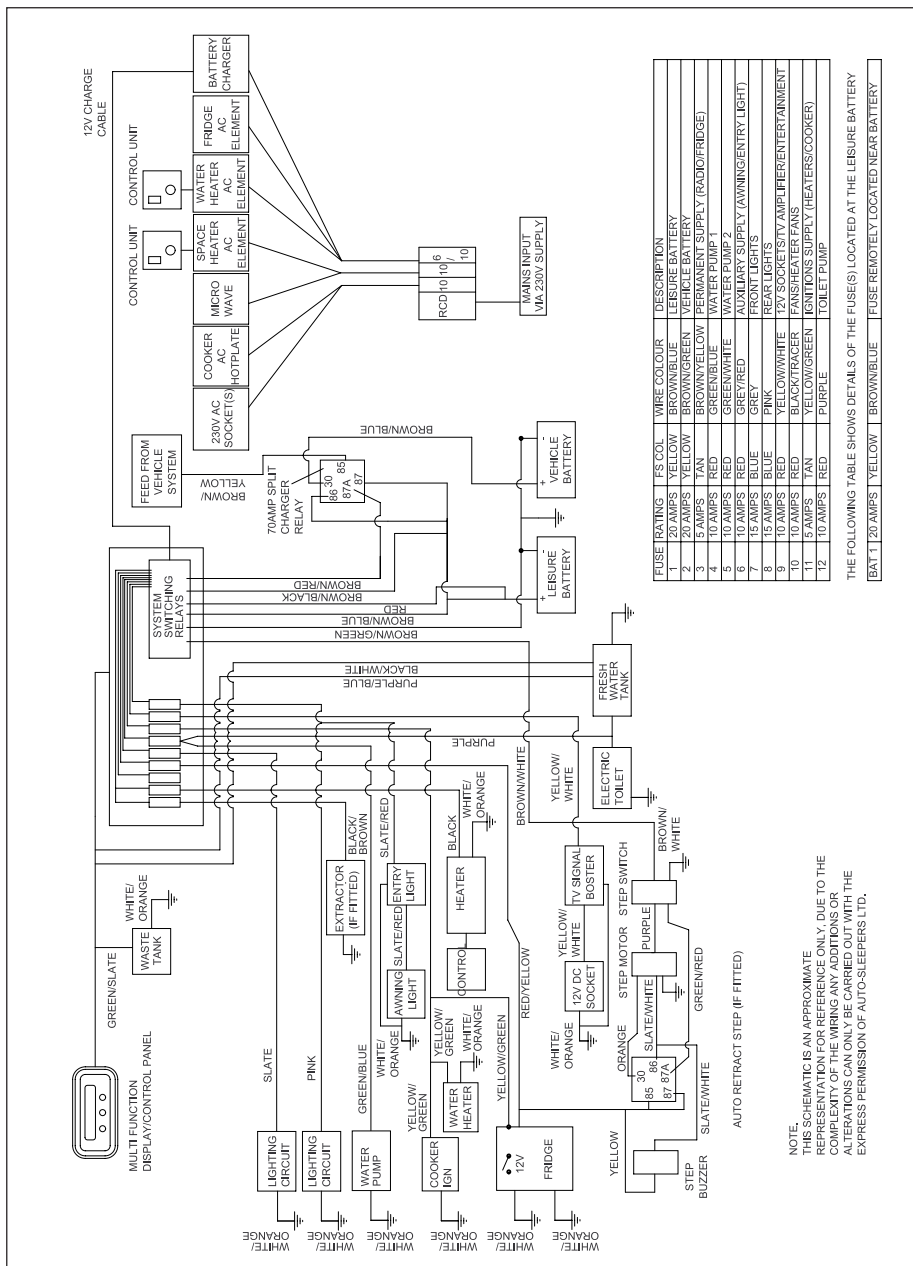 12V CHARGE
CABLE
CONTROL UNIT
CONTROL UNIT
BATTERY
CHARGER
FRIDGE
AC
ELEMENT
WATER
HEATER
AC
ELEMENT
SPACE
HEATER
AC
ELEMENT
MICRO
WAVE
COOKER
AC
HOTPLATE
230V AC
SOCKET(S)
RCD
10
10
6
/
10
MAINS INPUT
VIA 230V SUPPLY
FEED FROM
VEHICLE
SYSTEM
BROWN/
YELLOW
70AMP SPLIT
CHARGER
RELAY
30
86
87A
85
87
BROWN/BLUE
VEHICLE
BATTERY
+
-
LEISURE
BATTERY
+
-
SYSTEM
SWITCHING
RELAYS
BROWN/RED
BROWN/BLACK
RED
BROWN/BLUE
BROWN/GREEN
BLACK/WHITE
PURPLE/BLUE
PURPLE
FRESH
WATER
TANK
ELECTRIC
TOILET
BROWN/WHITE
YELLOW/
WHITE
MULTI FUNCTION
DISPLAY/CONTROL PANEL
GREEN/SLATE
WASTE
TANK
WHITE/
ORANGE
SLATE
PINK
GREEN/BLUE
LIGHTING
CIRCUIT
LIGHTING
CIRCUIT
WATER
PUMP
WHITE/
ORANGE
WHITE/
ORANGE
WHITE/
ORANGE
EXTRACTOR
(IF FITTED)
BLACK/
BROWN
SLATE/RED
ENTRY
LIGHT
SLATE/RED
AWNING
LIGHT
WHITE/
ORANGE
YELLOW/
GREEN
COOKER
IGN
WHITE/
ORANGE
YELLOW/
GREEN
WATER
HEATER
WHITE/
ORANGE
HEATER
BLACK
WHITE/
ORANGE
CONTROL
YELLOW/GREEN
RED/YELLOW
12V
FRIDGE
WHITE/
ORANGE
WHITE/
ORANGE
TV SIGNAL
BOSTER
YELLOW/
WHITE
12V DC
SOCKET
WHITE/
ORANGE
STEP SWITCH
BROWN/
WHITE
STEP MOTOR
PURPLE
GREEN/RED
SLATE/WHITE
ORANGE
30
86
85
87A
87
SLATE/WHITE
YELLOW
STEP
BUZZER
AUTO RETRACT STEP (IF FITTED)
FUSE RATING FS COL WIRE COLOUR DESCRIPTION
1 20 AMPS YELLOW BROWN/BLUE LEISURE BATTERY
2 20 AMPS YELLOW BROWN/GREEN VEHICLE BATTERY
3 5 AMPS TAN BROWN/YELLOW PERMANENT SUPPLY (RADIO/FRIDGE)
4 10 AMPS RED GREEN/BLUE WATER PUMP 1
5 10 AMPS RED GREEN/WHITE WATER PUMP 2
6 10 AMPS RED GREY/RED AUXILIARY SUPPLY (AWNING/ENTRY LIGHT)
7 15 AMPS BLUE GREY FRONT LIGHTS
8 15 AMPS BLUE PINK REAR LIGHTS
9 10 AMPS RED YELLOW/WHITE 12V SOCKETS/TV AMPLIFIER/ENTERTAINMENT
10 10 AMPS RED BLACK/TRACER FANS/HEATER FANS
11 5 AMPS TAN YELLOW/GREEN IGNITIONS SUPPLY (HEATERS/COOKER)
12 10 AMPS RED PURPLE TOILET PUMP
THE FOLLOWING TABLE SHOWS DETAILS OF THE FUSE(S) LOCATED AT THE LEISURE BATTERY
BAT 1 20 AMPS YELLOW BROWN/BLUE FUSE REMOTELY LOCATED NEAR BATTERY
NOTE.
THIS SCHEMATIC IS AN APPROXIMATE
REPRESENTATION FOR REFERENCE ONLY. DUE TO THE
COMPLEXITY OF THE WIRING ANY ADDITIONS OR
ALTERATIONS CAN ONLY BE CARRIED OUT WITH THE
EXPRESS PERMISSION OF AUTO-SLEEPERS LTD.